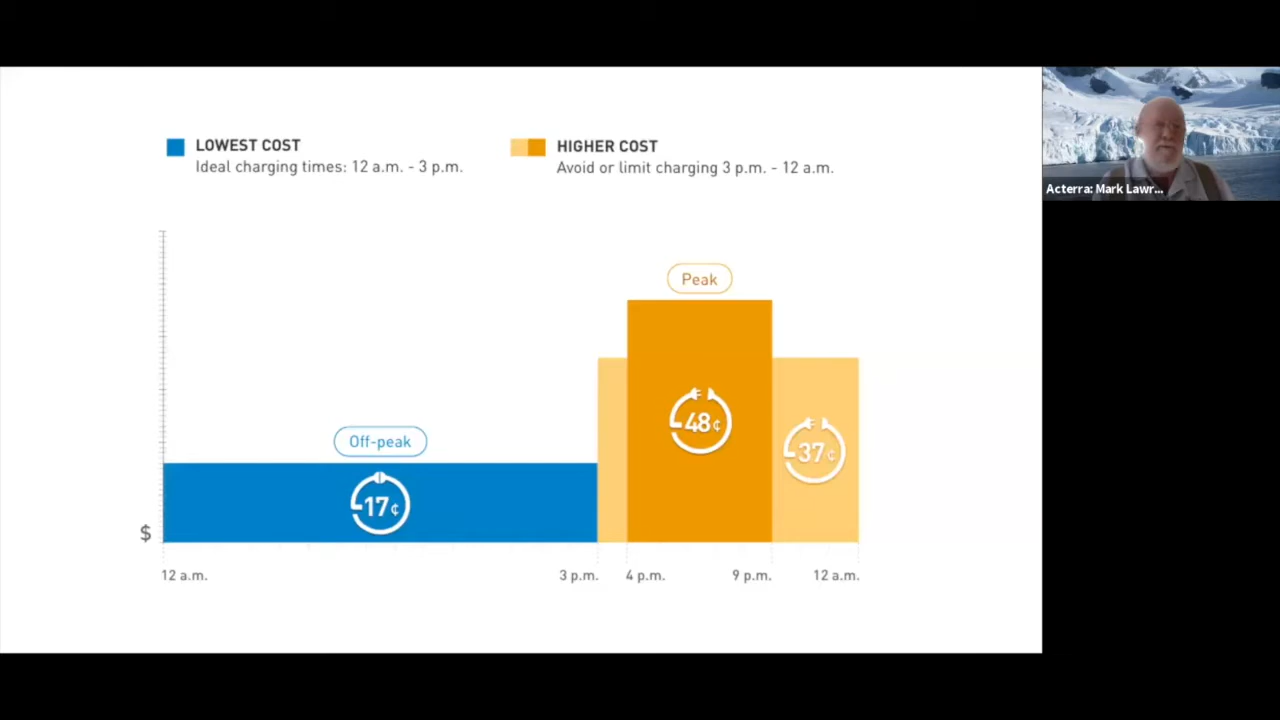 LOWEST COST
Ideal charging times: 12 a.m. - 3 p.m.
HIGHER COST
Avoid or limit charging 3 p.m. - 12 a.m.
Acterra: Mark Lawr...
Peak
48¢
37¢
Off-peak
17¢
$
12 a.m.
3 p.m.
4 p.m.
9 p.m.
12 a.m.